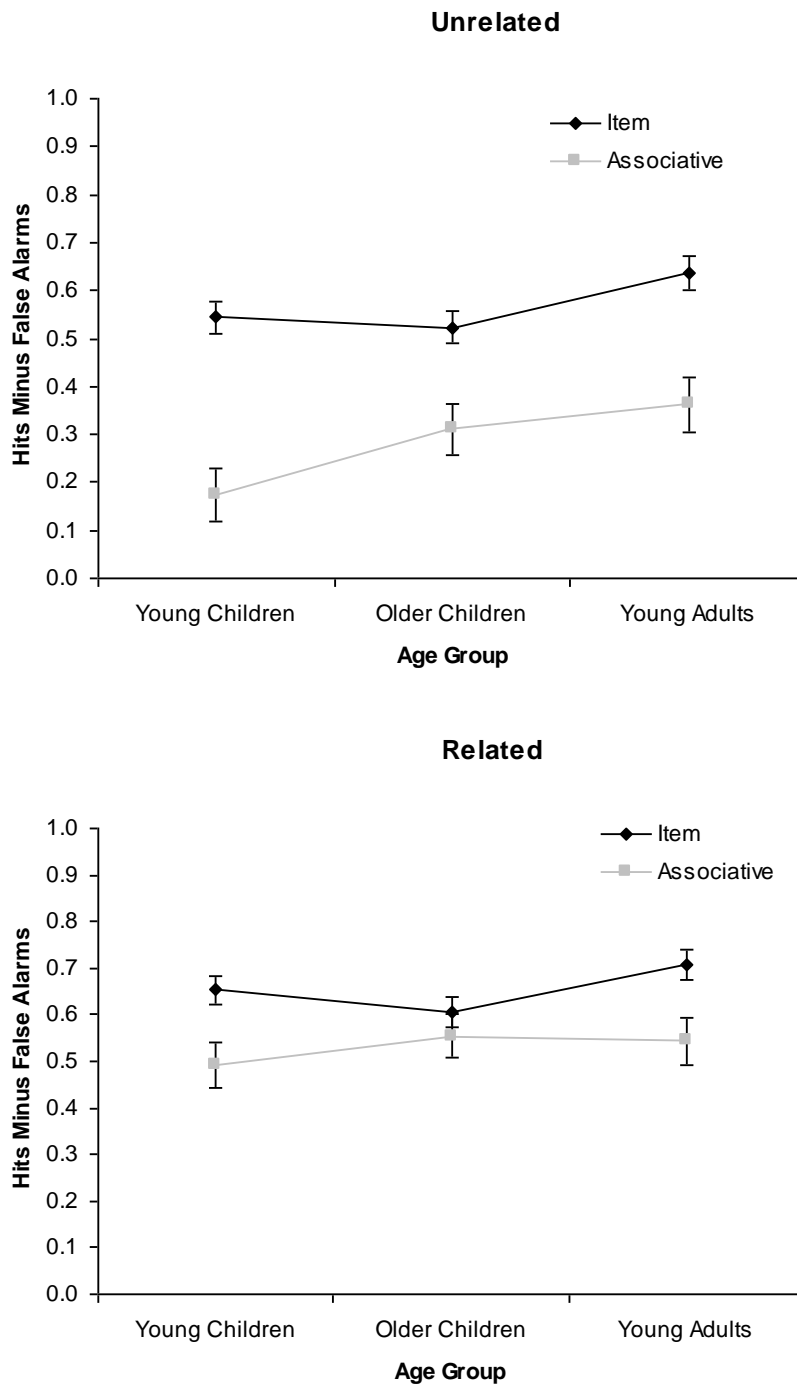 Unrelated
Item
Associative
Hits Minus False Alarms
1.0
0.9
0.8
0.7
0.6
0.5
0.4
0.3
0.2
0.1
0.0
Young Children Older Children Young Adults
Age Group
Related
Item
Associative
Hits Minus False Alarms
1.0
0.9
0.8
0.7
0.6
0.5
0.4
0.3
0.2
0.1
0.0
Young Children Older Children Young Adults
Age Group